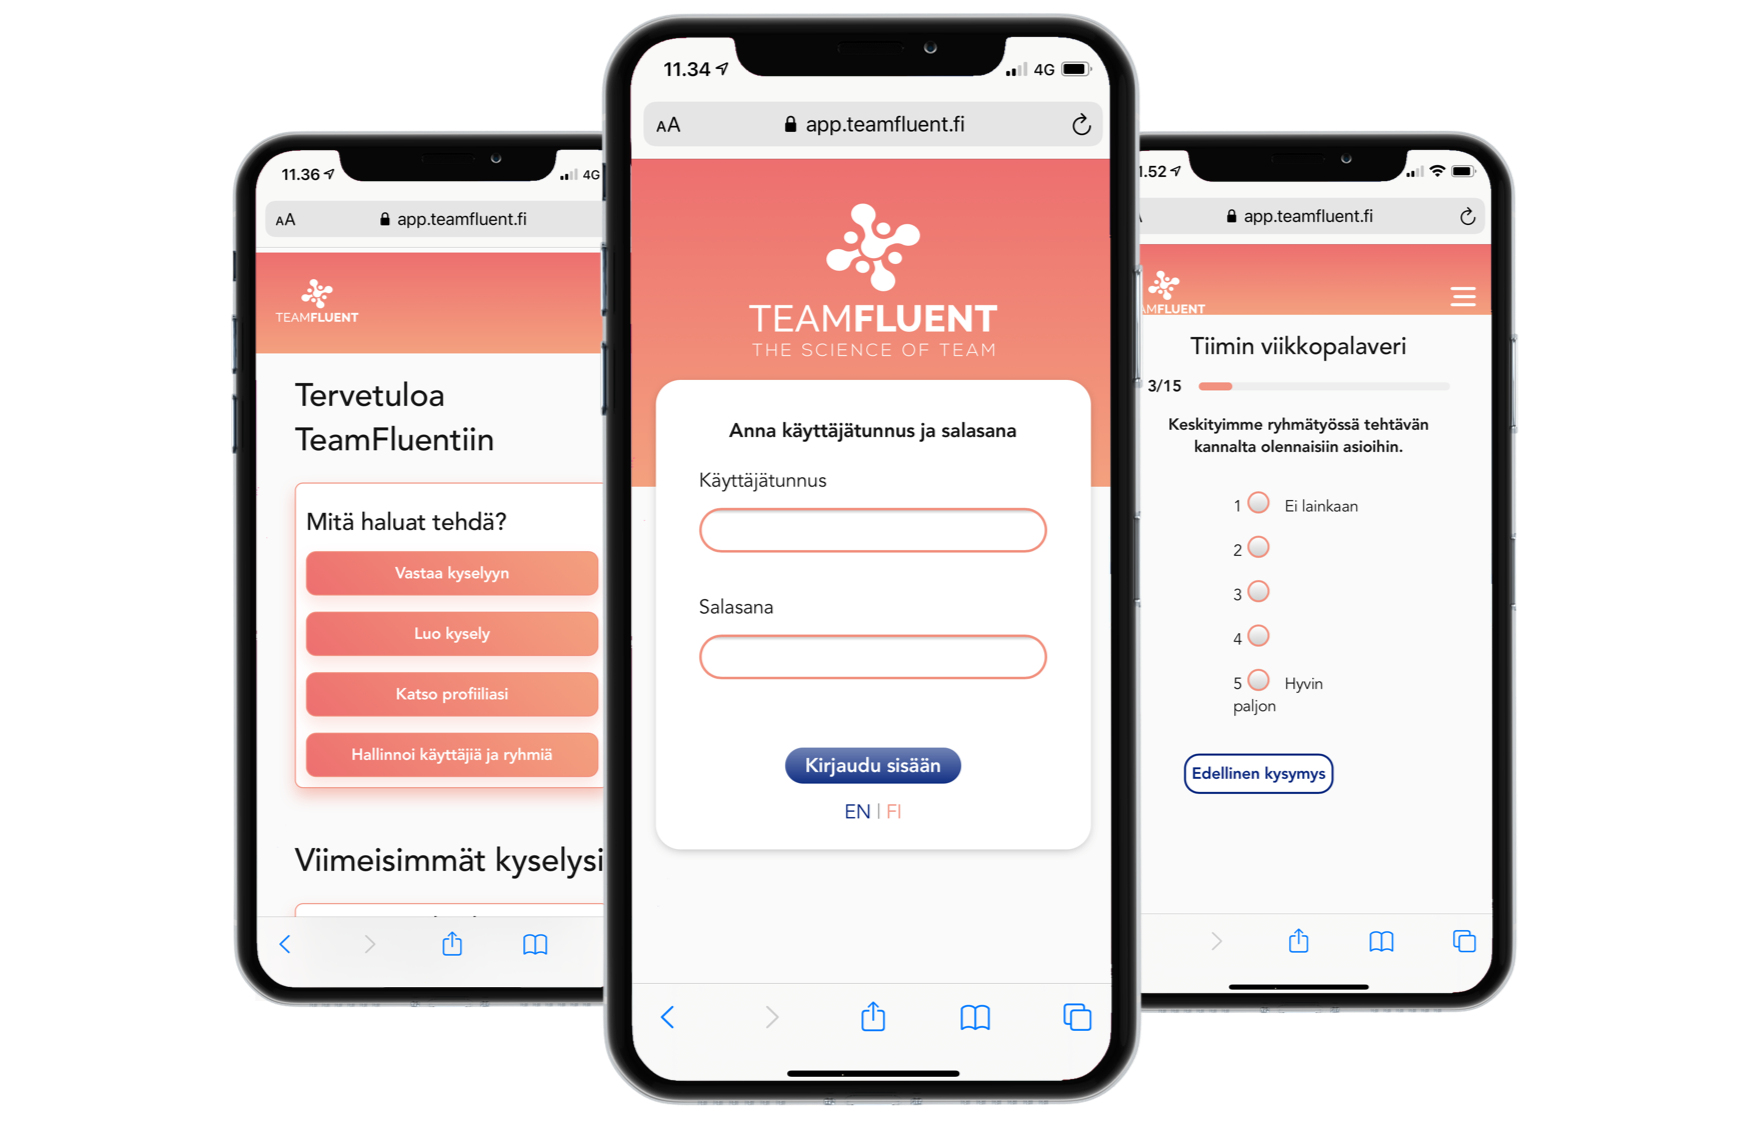 11.36
4G
AA
app.teamfluent.fi
TEAMFLUENT
Tervetuloa
TeamFluentiin
Mitä haluat tehdä?
Vastaa kyselyyn
Luo kysely
Katso profiiliasi
Hallinnoi käyttäjiä ja ryhmiä
Viimeisimmät kyselysi
11.34
4G
AA
app.teamfluent.fi
TEAMFLUENT
THE SCIENCE OF TEAM
Anna käyttäjätunnus ja salasana
Käyttäjätunnus
Salasana
Kirjaudu sisään
EN | FI
1.52
app.teamfluent.fi
AMFLUENT
Tiimin viikkopalaveri
3/15
Keskityimme ryhmätyössä tehtävän
kannalta olennaisiin asioihin.
1 Ei lainkaan
2
3
4
5 Hyvin
paljon
Edellinen kysymys